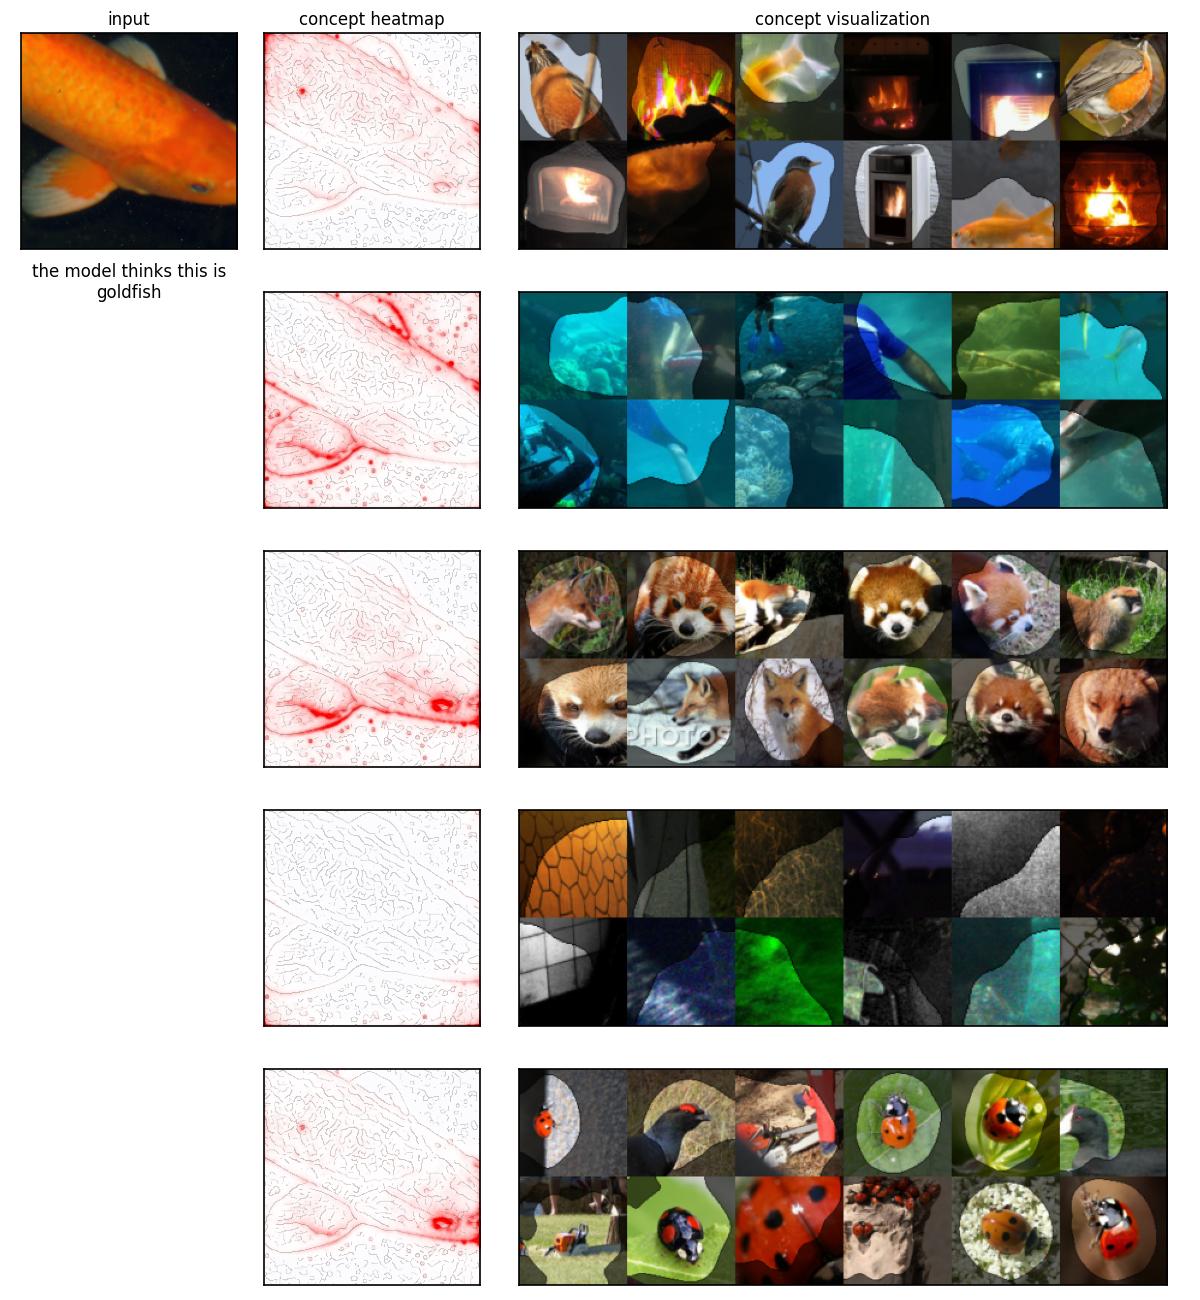 input
concept heatmap
concept visualization
the model thinks this is
goldfish
PHOTOS